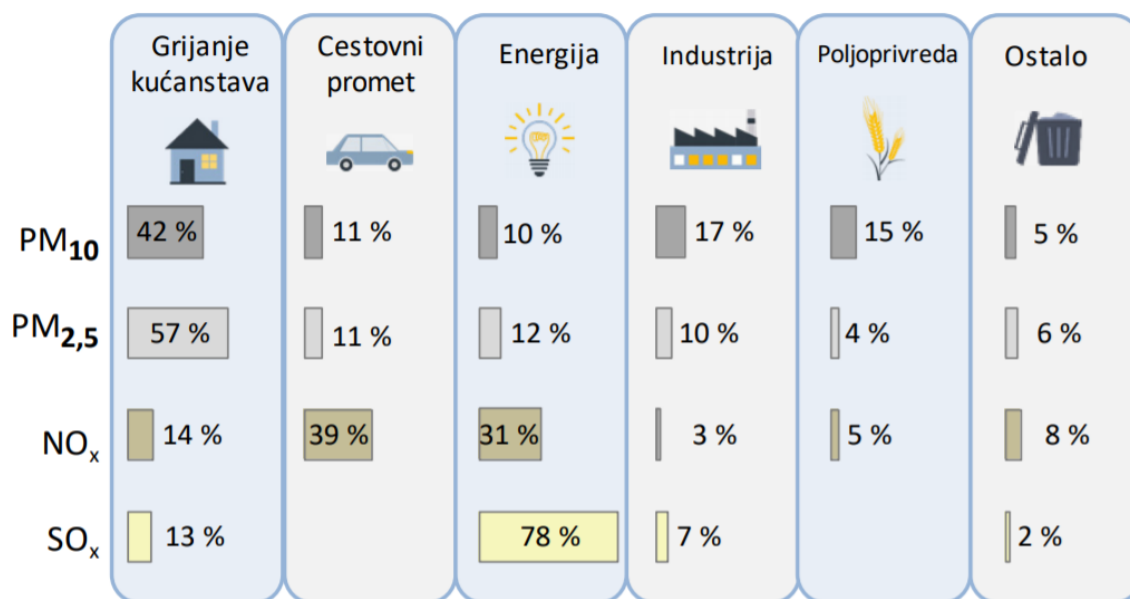 Grijanje
kućanstava
Cestovni
promet
Energija
Industrija
Poljoprivreda
Ostalo
PM10 42 % 11 % 10 % 17 % 15 % 5 %
PM2,5 57 % 11 % 12 % 10 % 4 % 6 %
NOx 14 % 39 % 31 % 3 % 5 % 8 %
SOx 13 % 78 % 7 % 2 %